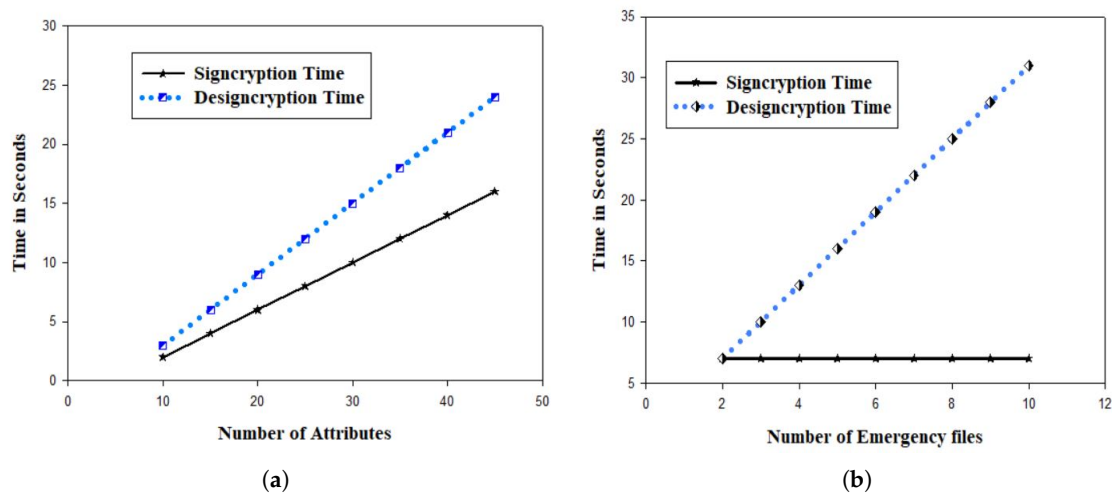 30
25
20
15
10
5
0
Time in Seconds
Signcryption Time
Designcryption Time
0 10 20 30 40 50
Number of Attributes
(a)
35
30
25
20
15
10
5
Time in Seconds
Signcryption Time
Designcryption Time
0 2 4 6 8 10 12
Number of Emergency files
(b)